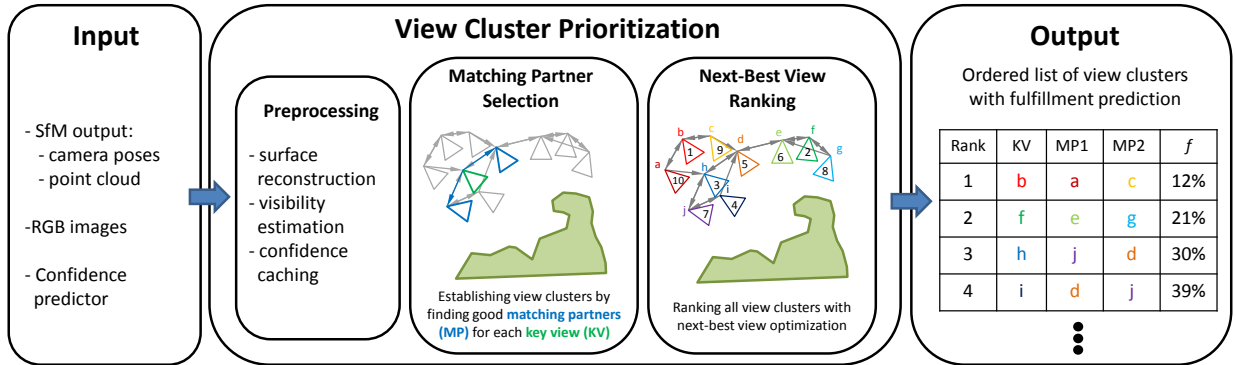 Input
- SfM output:
- camera poses
- point cloud
-RGB images
- Confidence
predictor
View Cluster Prioritization
Preprocessing
- surface
reconstruction
- visibility
estimation
- confidence
caching
Matching Partner
Selection
Establishing view clusters by
finding good matching partners
(MP) for each key view (KV)
Next-Best View
Ranking
a b c d e f g h i j
1 2 3 4 5 6 7 8 9 10
Ranking all view clusters with
next-best view optimization
Output
Ordered list of view clusters
with fulfillment prediction
Rank KV MP1 MP2 f
1 b a c 12%
2 f e g 21%
3 h j d 30%
4 i d j 39%